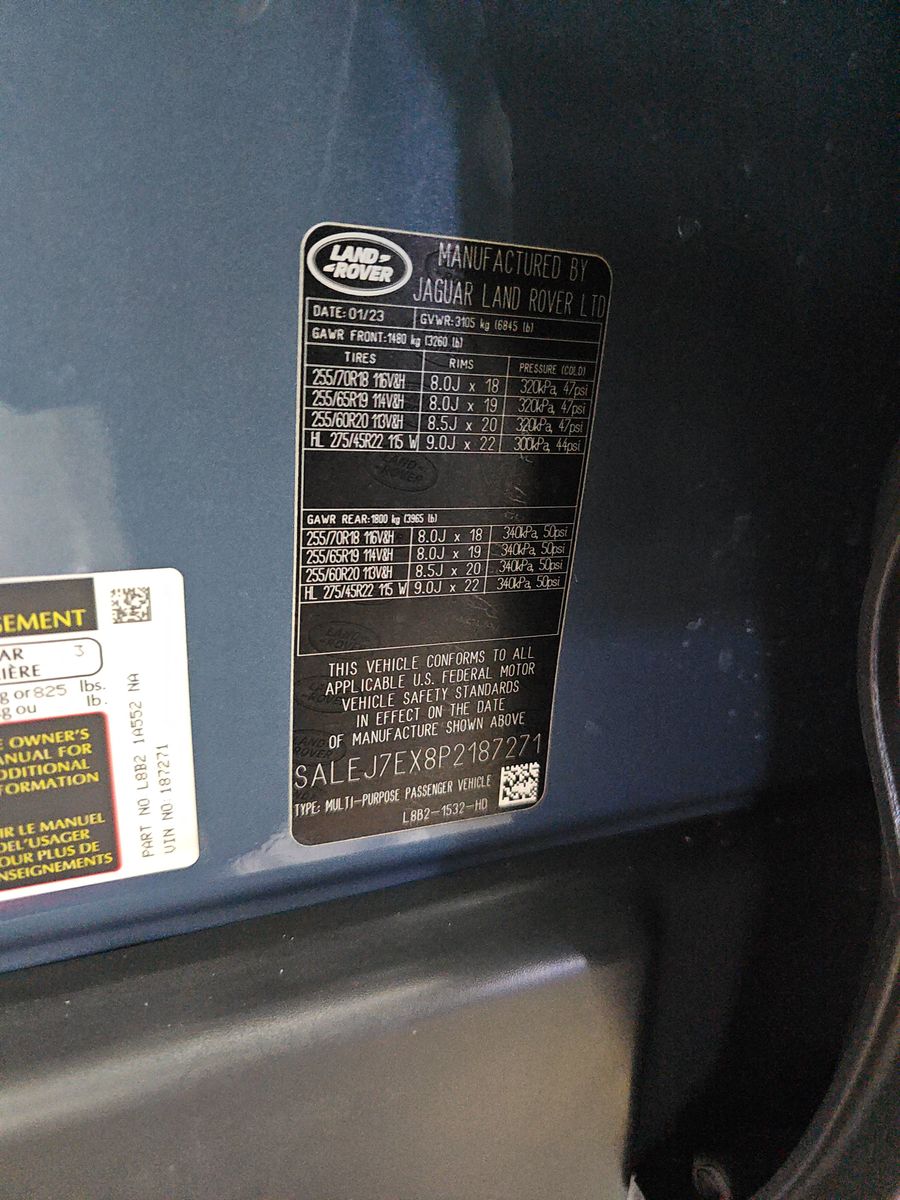 LAND
ROVER
MANUFACTURED BY
JAGUAR LAND ROVER LTD
DATE: 01/23 GVWR: 3105 kg (6845 lb)
GAWR FRONT: 1480 kg (3260 lb)
TIRES RIMS PRESSURE (COLD)
255/70R18 116V&H 8.0J x 18 320kPa, 47psi
255/65R19 114V&H 8.0J x 19 320kPa, 47psi
255/60R20 113V&H 8.5J x 20 320kPa, 47psi
HL 275/45R22 115 W 9.0J x 22 300kPa, 44psi
GAWR REAR: 1800 kg (3965 lb)
255/70R18 116V&H 8.0J x 18 340kPa, 50psi
255/65R19 114V&H 8.0J x 19 340kPa, 50psi
255/60R20 113V&H 8.5J x 20 340kPa, 50psi
HL 275/45R22 115 W 9.0J x 22 340kPa, 50psi
THIS VEHICLE CONFORMS TO ALL
APPLICABLE U.S. FEDERAL MOTOR
VEHICLE SAFETY STANDARDS
IN EFFECT ON THE DATE
OF MANUFACTURE SHOWN ABOVE
SALEJ7EX8P2187271
TYPE: MULTI-PURPOSE PASSENGER VEHICLE
L8B2-1532-HD
GEMENT
AR 3
IÈRE
g or 825 lbs.
g ou lb.
E OWNER'S
ANUAL FOR
DDITIONAL
FORMATION
IR LE MANUEL
DE L'USAGER
OUR PLUS DE
NSEIGNEMENTS
PART NO L8B2 1A552 NA
VIN NO 187271